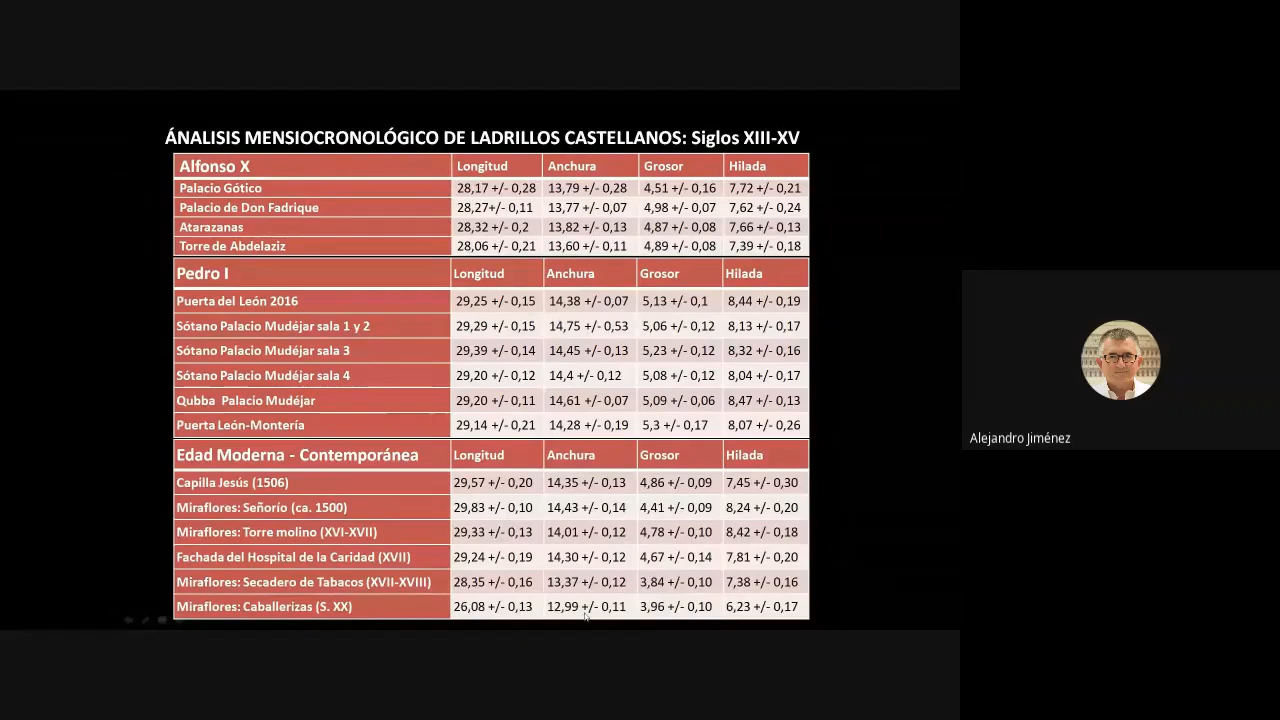 ÁNALISIS MENSIOCRONOLÓGICO DE LADRILLOS CASTELLANOS: Siglos XIII-XV
Alfonso X Longitud Anchura Grosor Hilada
Palacio Gótico 28,17 +/- 0,28 13,79 +/- 0,28 4,51 +/- 0,16 7,72 +/- 0,21
Palacio de Don Fadrique 28,27+/- 0,11 13,77 +/- 0,07 4,98 +/- 0,07 7,62 +/- 0,24
Atarazanas 28,32 +/- 0,2 13,82 +/- 0,13 4,87 +/- 0,08 7,66 +/- 0,13
Torre de Abdelaziz 28,06 +/- 0,21 13,60 +/- 0,11 4,89 +/- 0,08 7,39 +/- 0,18
Pedro I Longitud Anchura Grosor Hilada
Puerta del León 2016 29,25 +/- 0,15 14,38 +/- 0,07 5,13 +/- 0,1 8,44 +/- 0,19
Sótano Palacio Mudéjar sala 1 y 2 29,29 +/- 0,15 14,75 +/- 0,53 5,06 +/- 0,12 8,13 +/- 0,17
Sótano Palacio Mudéjar sala 3 29,39 +/- 0,14 14,45 +/- 0,13 5,23 +/- 0,12 8,32 +/- 0,16
Sótano Palacio Mudéjar sala 4 29,20 +/- 0,12 14,4 +/- 0,12 5,08 +/- 0,12 8,04 +/- 0,17
Qubba Palacio Mudéjar 29,20 +/- 0,11 14,61 +/- 0,07 5,09 +/- 0,06 8,47 +/- 0,13
Puerta León-Montería 29,14 +/- 0,21 14,28 +/- 0,19 5,3 +/- 0,17 8,07 +/- 0,26
Edad Moderna - Contemporánea Longitud Anchura Grosor Hilada
Capilla Jesús (1506) 29,57 +/- 0,20 14,35 +/- 0,13 4,86 +/- 0,09 7,45 +/- 0,30
Miraflores: Señorío (ca. 1500) 29,83 +/- 0,10 14,43 +/- 0,14 4,41 +/- 0,09 8,24 +/- 0,20
Miraflores: Torre molino (XVI-XVII) 29,33 +/- 0,13 14,01 +/- 0,12 4,78 +/- 0,10 8,42 +/- 0,18
Fachada del Hospital de la Caridad (XVII) 29,24 +/- 0,19 14,30 +/- 0,12 4,67 +/- 0,14 7,81 +/- 0,20
Miraflores: Secadero de Tabacos (XVII-XVIII) 28,35 +/- 0,16 13,37 +/- 0,12 3,84 +/- 0,10 7,38 +/- 0,16
Miraflores: Caballerizas (S. XX) 26,08 +/- 0,13 12,99 +/- 0,11 3,96 +/- 0,10 6,23 +/- 0,17
Alejandro Jiménez